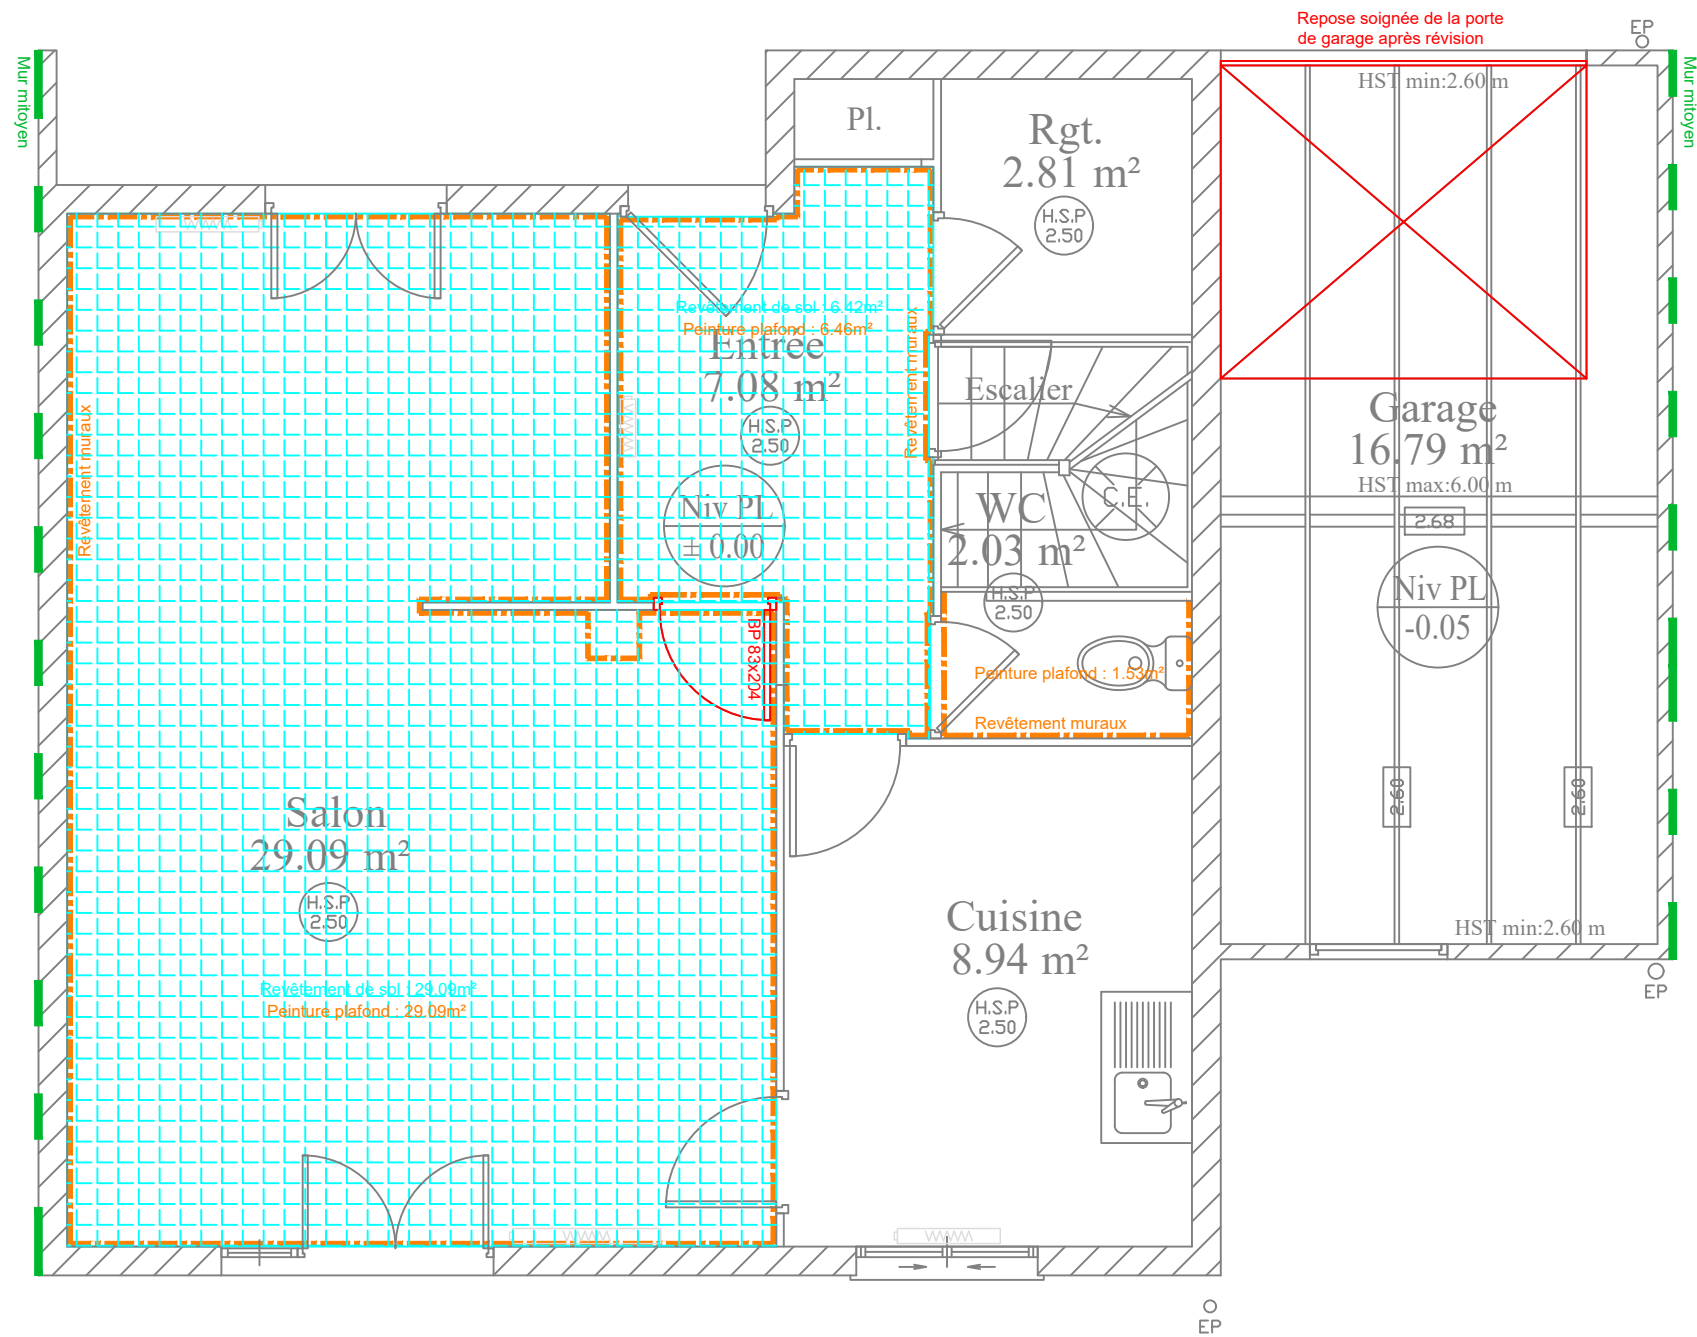 Repose soignée de la porte
de garage après révision
EP
Mur mitoyen
Mur mitoyen
HST min:2.60 m
Pl.
Rgt.
2.81 m²
H.S.P
2.50
Revêtement de sol : 6.42m²
Peinture plafond : 6.46m²
Entrée
7.08 m²
H.S.P
2.50
Revêtement muraux
Revêtement muraux
Escalier
Garage
16.79 m²
HST max:6.00 m
2.68
Niv PL
± 0.00
WC
2.03 m²
H.S.P
2.50
C.E.
Niv PL
-0.05
BP 83x204
Peinture plafond : 1.53m²
Revêtement muraux
2.60
2.60
Salon
29.09 m²
H.S.P
2.50
Revêtement de sol : 29.09m²
Peinture plafond : 29.09m²
Cuisine
8.94 m²
H.S.P
2.50
HST min:2.60 m
EP
EP